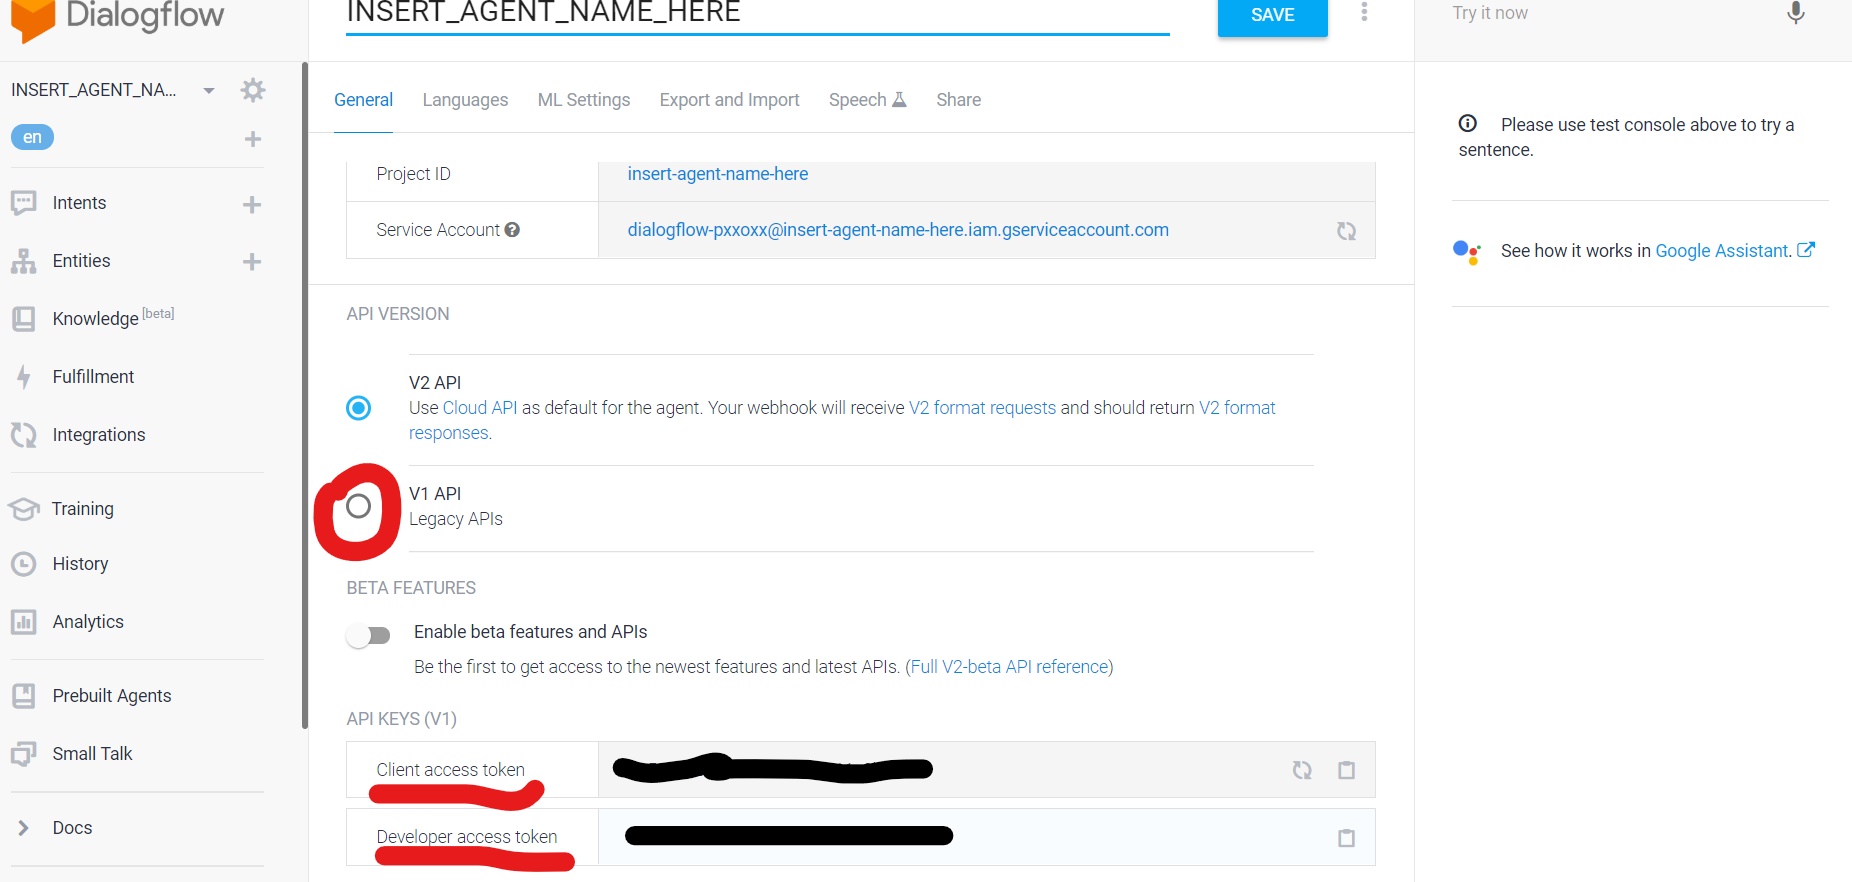 Dialogflow
INSERT_AGENT_NAME_HERE
SAVE
Try it now
INSERT_AGENT_NA...
en
General
Languages
ML Settings
Export and Import
Speech
Share
Intents
Entities
Knowledge [beta]
Fulfillment
Integrations
Training
History
Analytics
Prebuilt Agents
Small Talk
Docs
Project ID
insert-agent-name-here
Service Account
dialogflow-pxxoxx@insert-agent-name-here.iam.gserviceaccount.com
API VERSION
V2 API
Use Cloud API as default for the agent. Your webhook will receive V2 format requests and should return V2 format
responses.
V1 API
Legacy APIs
BETA FEATURES
Enable beta features and APIs
Be the first to get access to the newest features and latest APIs. (Full V2-beta API reference)
API KEYS (V1)
Client access token
Developer access token
Please use test console above to try a
sentence.
See how it works in Google Assistant.